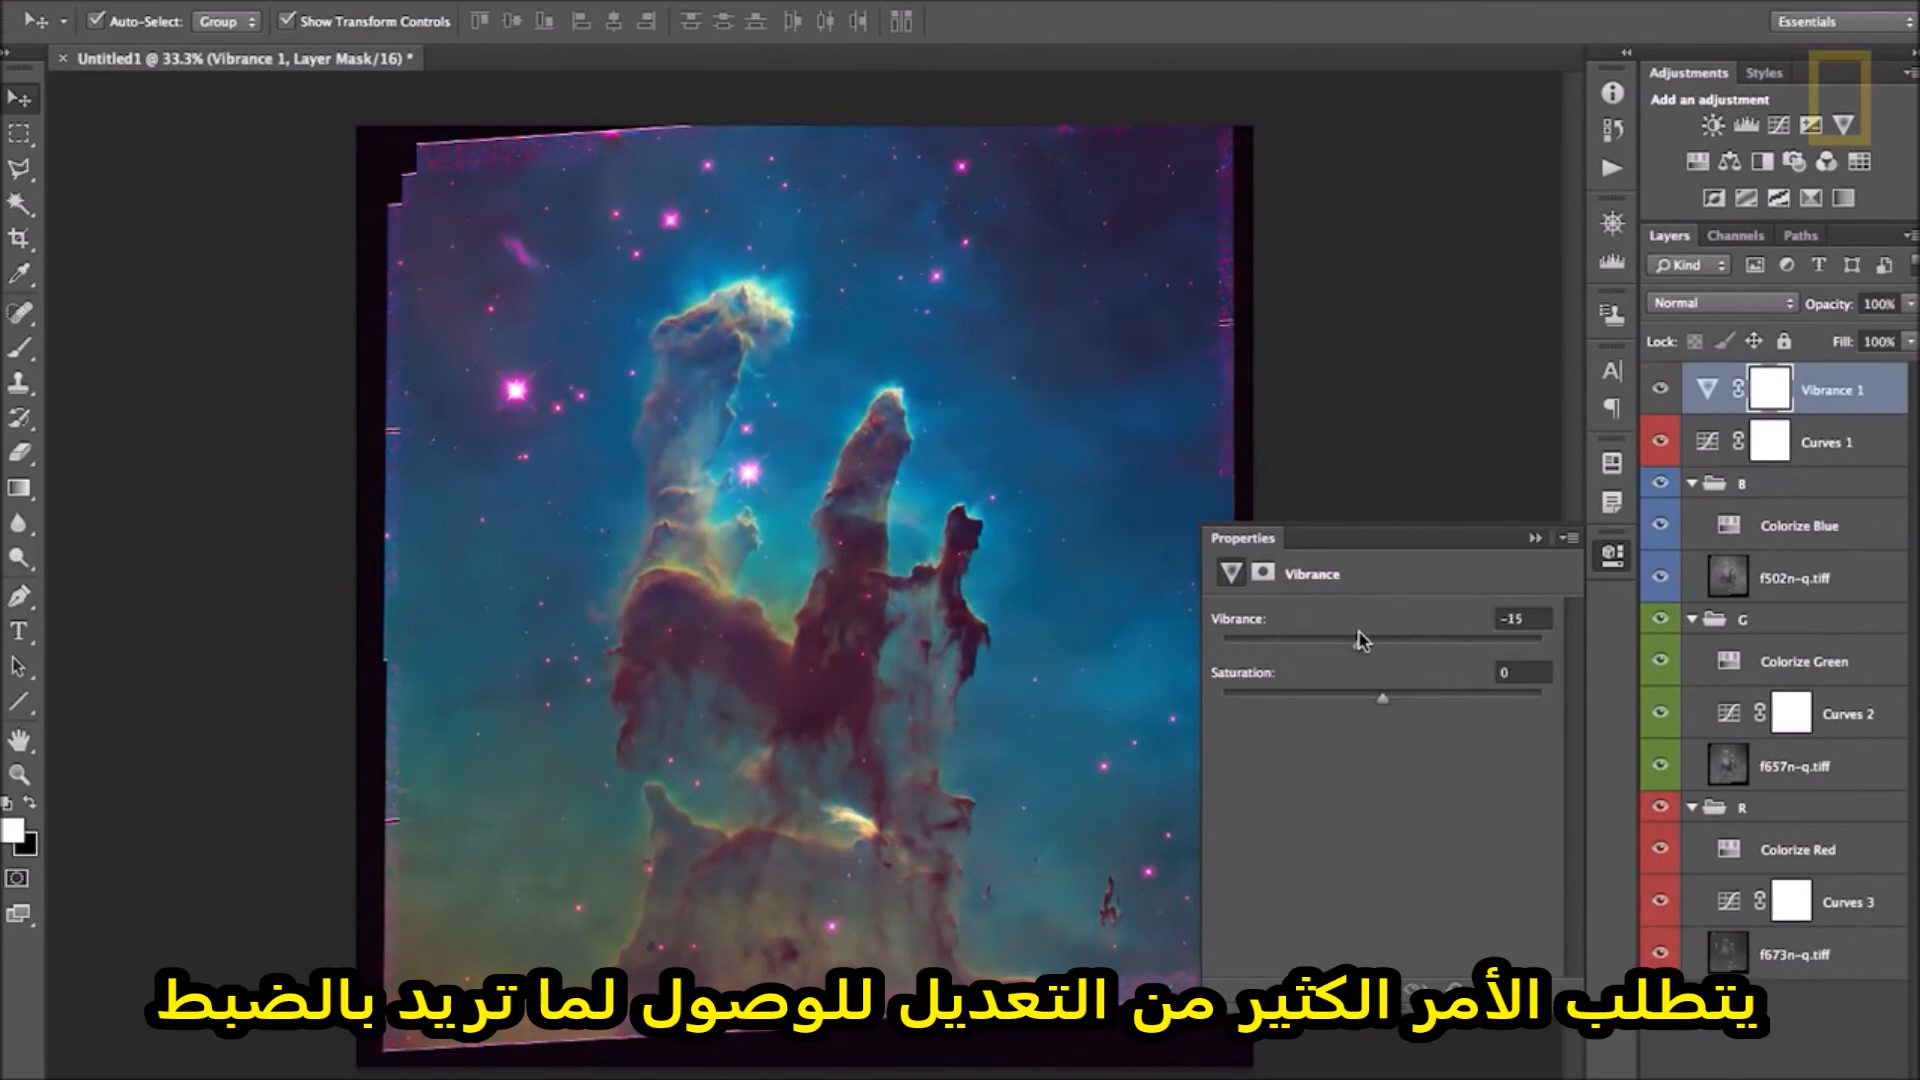 Auto-Select:
Group
Show Transform Controls
Essentials
Untitled1 @ 33.3% (Vibrance 1, Layer Mask/16) *
Adjustments
Styles
Add an adjustment
Layers
Channels
Paths
Kind
Normal
Opacity: 100%
Lock:
Fill: 100%
Vibrance 1
Curves 1
B
Colorize Blue
f502n-q.tiff
G
Colorize Green
Curves 2
f657n-q.tiff
R
Colorize Red
Curves 3
f673n-q.tiff
Properties
Vibrance
Vibrance: -15
Saturation: 0
يتطلب الأمر الكثير من التعديل للوصول لما تريد بالضبط